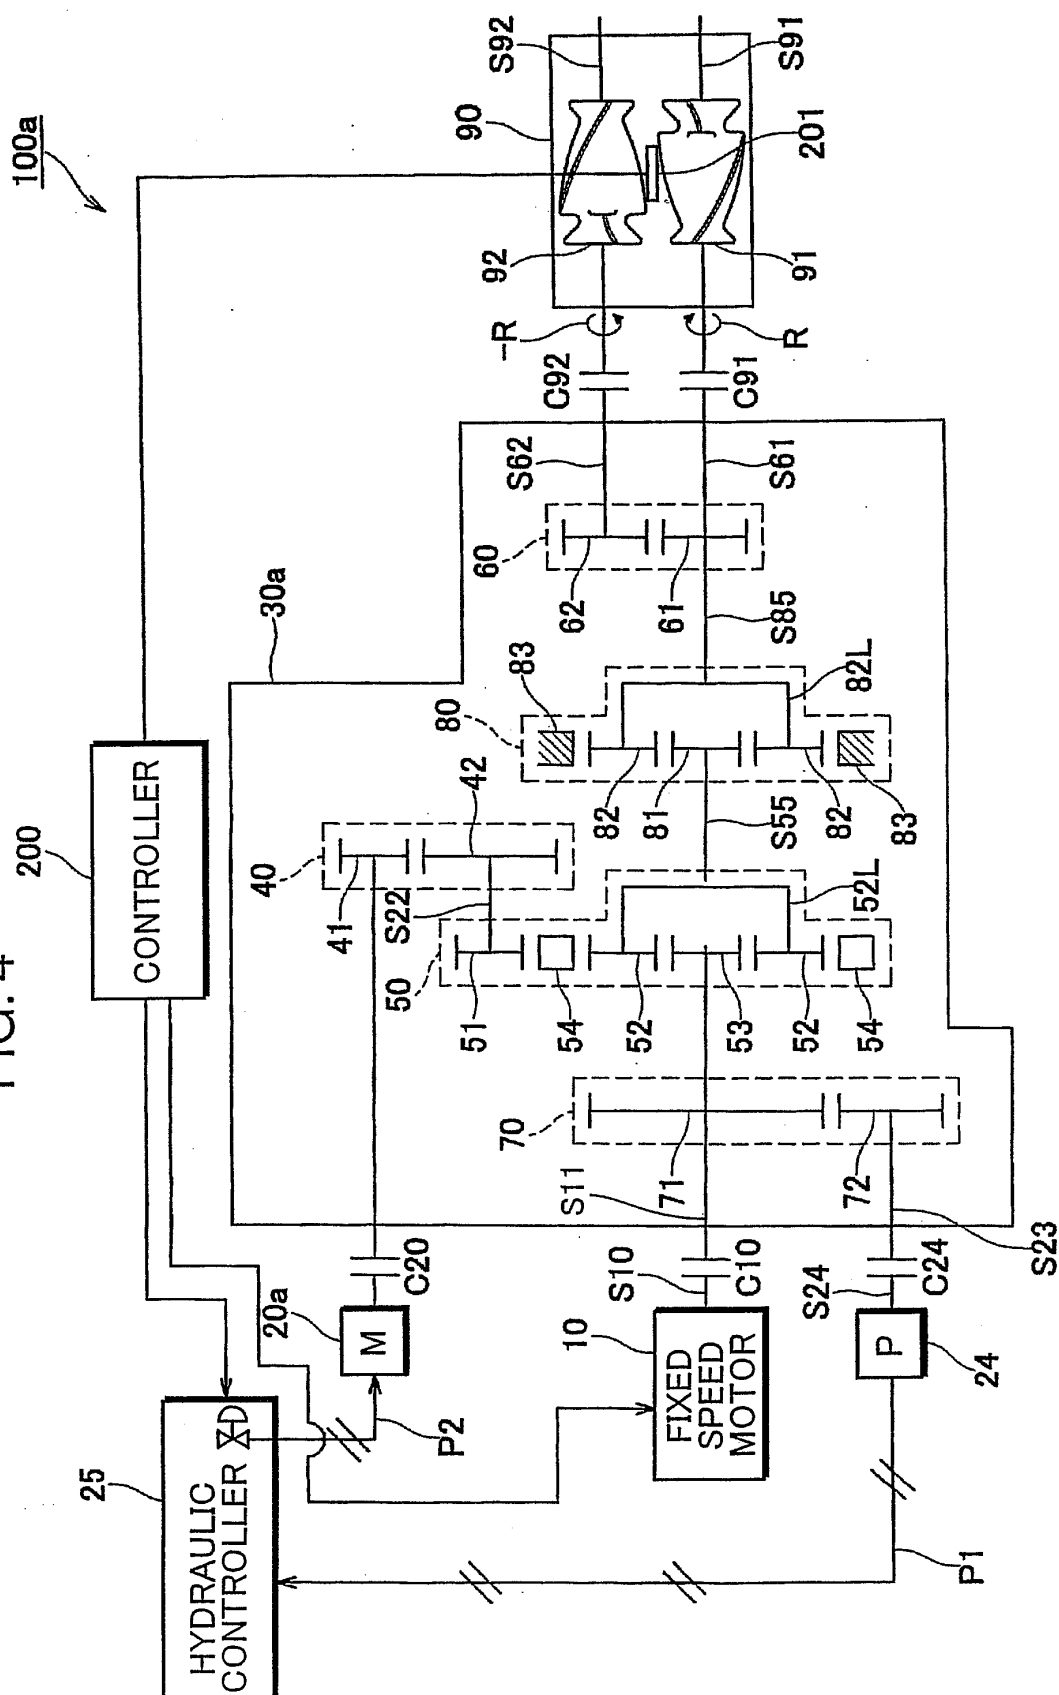 FIG. 4
100a
200
CONTROLLER
25
HYDRAULIC
CONTROLLER
P2
P1
20a
M
C20
10
FIXED
SPEED
MOTOR
S10
C10
S11
24
P
S24
C24
S23
30a
40
41
42
S22
50
51
54
52
53
52
54
52L
S55
70
71
72
80
83
82
81
82
83
82L
S85
60
62
61
S62
S61
C92
C91
-R
R
90
92
91
S92
S91
201